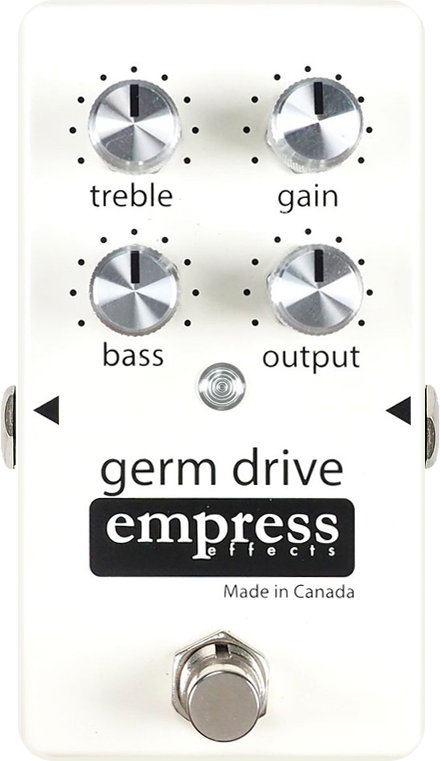 treble gain
bass output
germ drive
empress
effects
Made in Canada